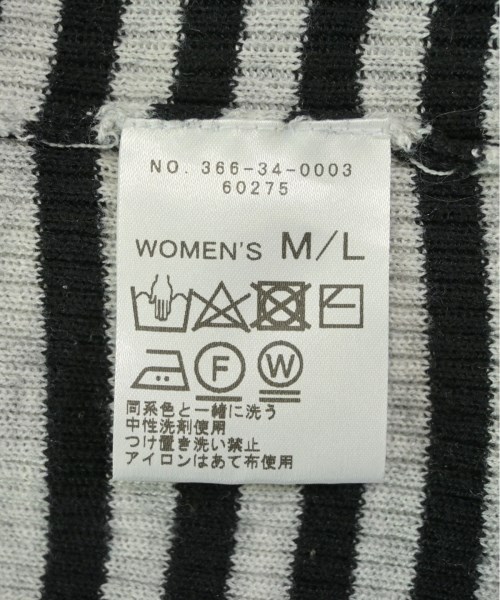 NO. 366-34-0003
60275
WOMEN'S M/L
F W
同系色と一緒に洗う
中性洗剤使用
つけ置き洗い禁止
アイロンはあて布使用